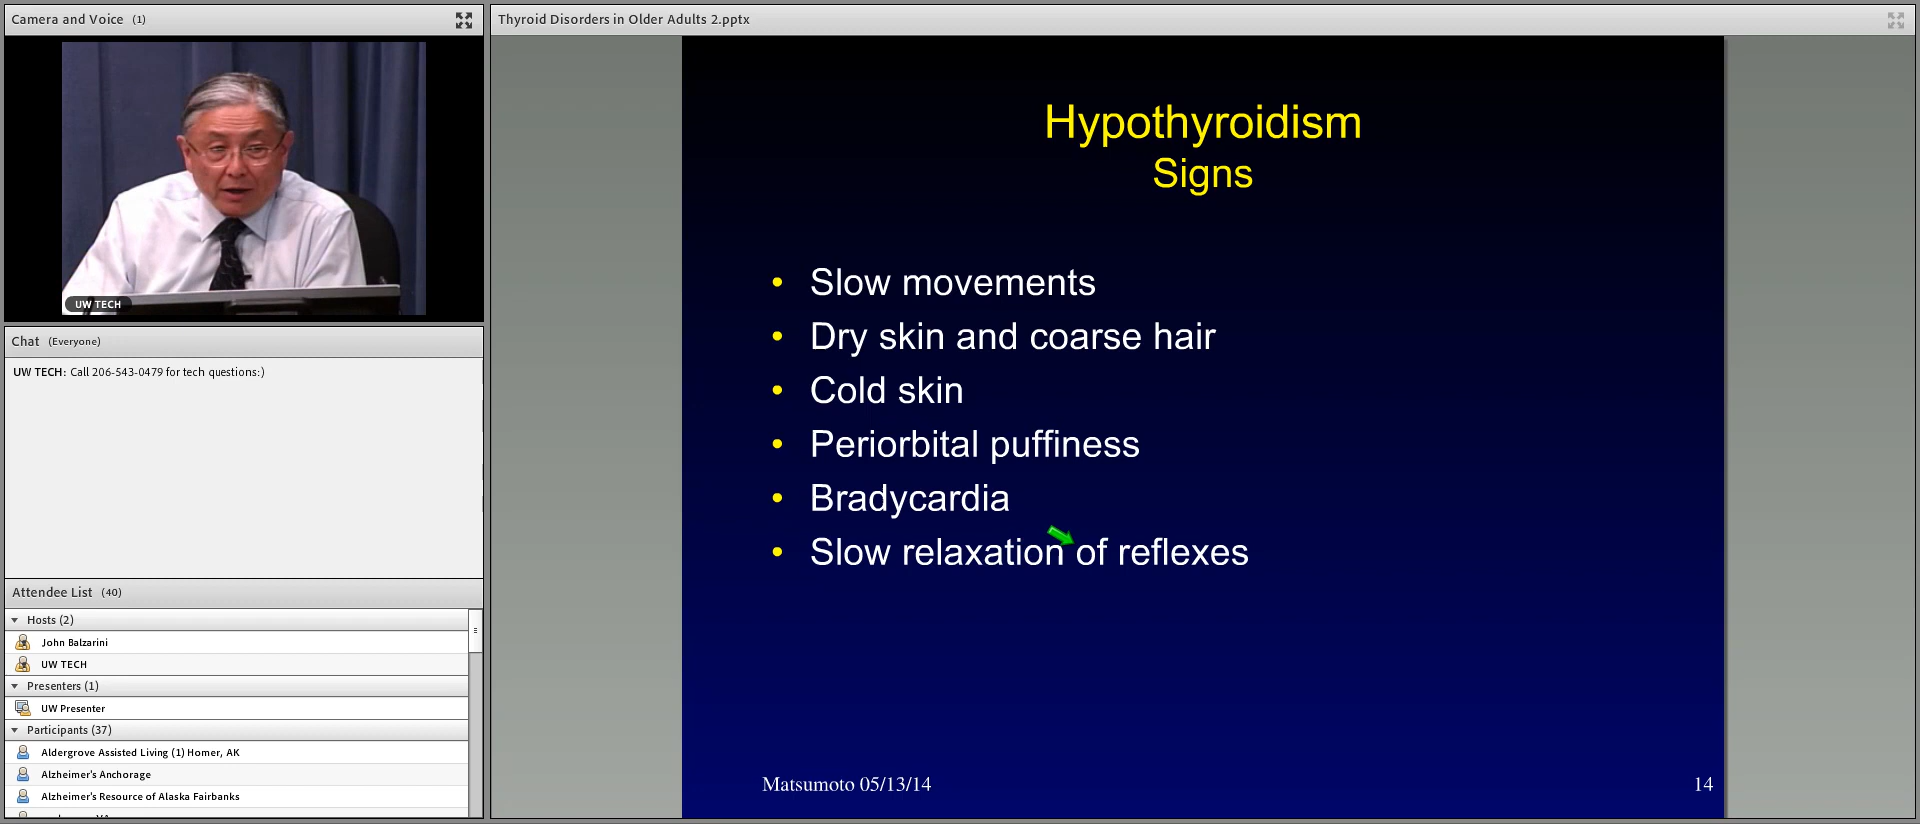 Camera and Voice (1)
UW TECH
Chat (Everyone)
UW TECH: Call 206-543-0479 for tech questions:)
Attendee List (40)
Hosts (2)
John Balzarini
UW TECH
Presenters (1)
UW Presenter
Participants (37)
Aldergrove Assisted Living (1) Homer, AK
Alzheimer's Anchorage
Alzheimer's Resource of Alaska Fairbanks
Thyroid Disorders in Older Adults 2.pptx
Hypothyroidism
Signs
• Slow movements
• Dry skin and coarse hair
• Cold skin
• Periorbital puffiness
• Bradycardia
• Slow relaxation of reflexes
Matsumoto 05/13/14
14